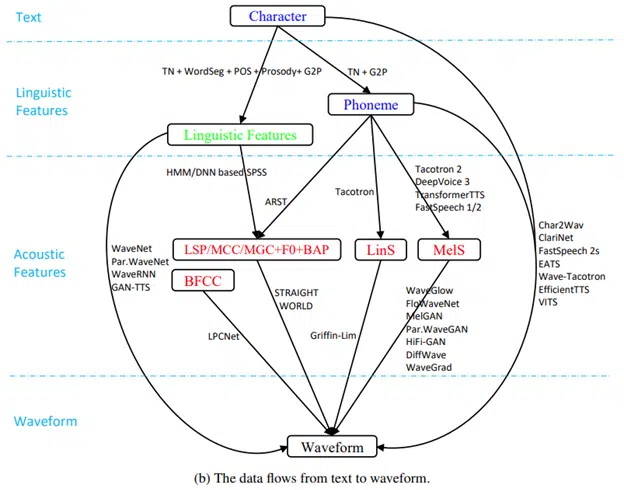 Text
Character
TN + WordSeg + POS + Prosody+ G2P
TN + G2P
Linguistic
Features
Phoneme
Linguistic Features
HMM/DNN based SPSS
ARST
Tacotron
Tacotron 2
DeepVoice 3
TransformerTTS
FastSpeech 1/2
Acoustic
Features
WaveNet
Par.WaveNet
WaveRNN
GAN-TTS
LSP/MCC/MGC+F0+BAP
LinS
MelS
BFCC
Char2Wav
ClariNet
FastSpeech 2s
EATS
Wave-Tacotron
EfficientTTS
VITS
LPCNet
STRAIGHT
WORLD
Griffin-Lim
WaveGlow
FloWaveNet
MelGAN
Par.WaveGAN
HiFi-GAN
DiffWave
WaveGrad
Waveform
Waveform
(b) The data flows from text to waveform.